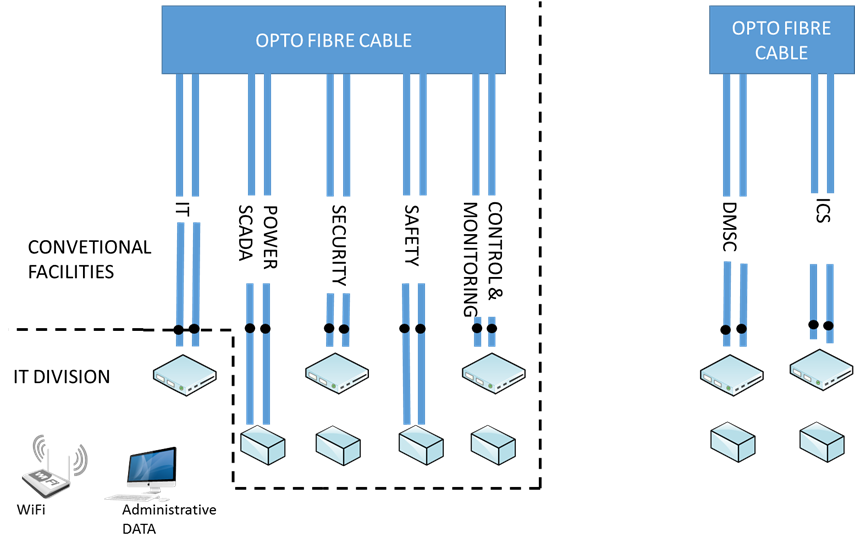 OPTO FIBRE CABLE
OPTO FIBRE
CABLE
IT
POWER
SCADA
SECURITY
SAFETY
CONTROL &
MONITORING
DMSC
ICS
CONVETIONAL
FACILITIES
IT DIVISION
WiFi
WiFi
Administrative
DATA